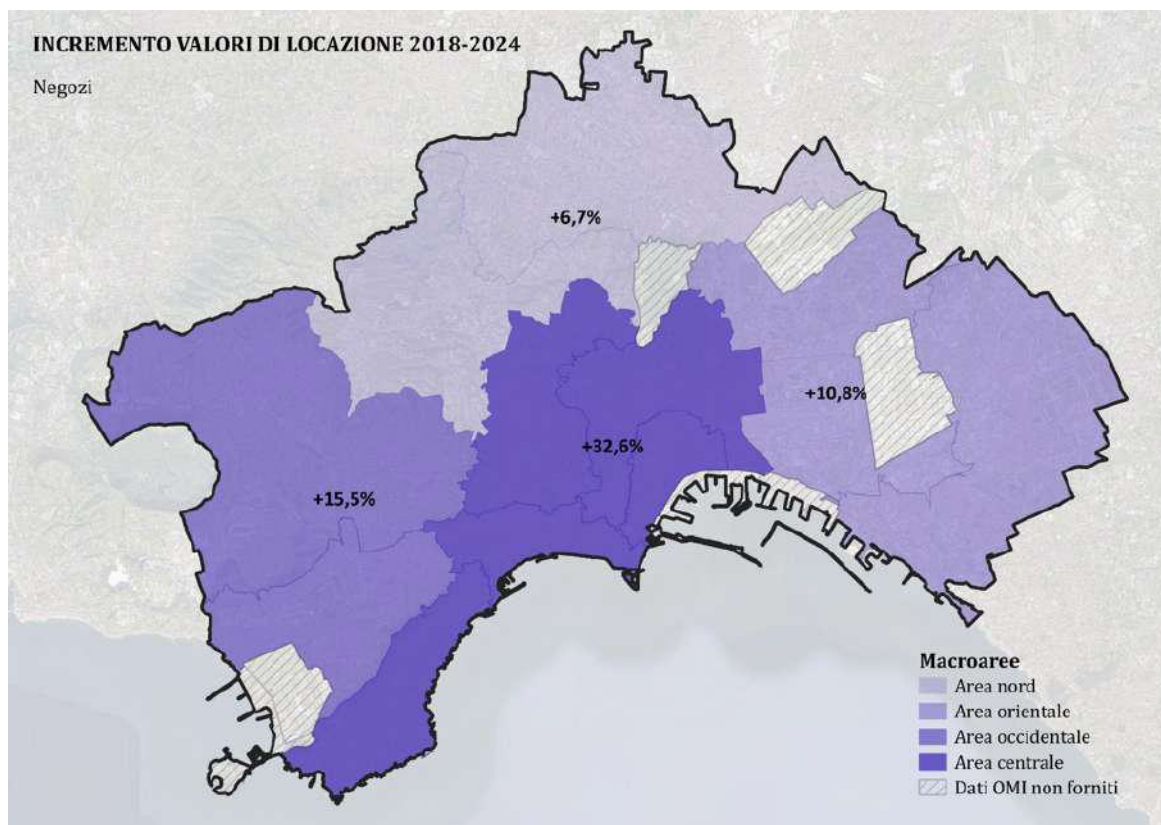 INCREMENTO VALORI DI LOCAZIONE 2018-2024
Negozi
+6,7%
+10,8%
+32,6%
+15,5%
Macroaree
Area nord
Area orientale
Area occidentale
Area centrale
Dati OMI non forniti